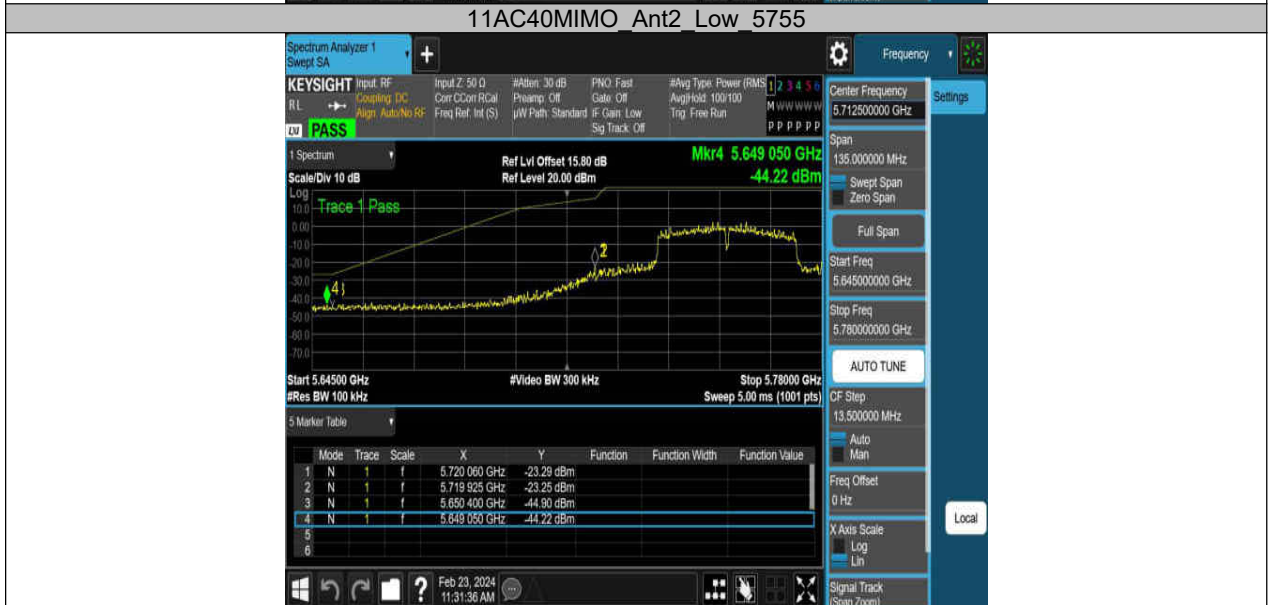 11AC40MIMO_Ant2_Low_5755
Spectrum Analyzer 1
Swept SA
+
Frequency
KEYSIGHT
RL
LXI
PASS
Input: RF
Coupling: DC
Align: Auto/No RF
Input Z: 50 Ω
Corr CCorr RCal
Freq Ref: Int (S)
#Atten: 30 dB
Preamp: Off
µW Path: Standard
PNO: Fast
Gate: Off
IF Gain: Low
Sig Track: Off
#Avg Type: Power (RMS
Avg|Hold: 100/100
Trig: Free Run
1 2 3 4 5 6
M W W W W W
P P P P P P
1 Spectrum
Scale/Div 10 dB
Ref Lvl Offset 15.80 dB
Ref Level 20.00 dBm
Mkr4 5.649 050 GHz
-44.22 dBm
Log
Trace 1 Pass
10.0
0.00
-10.0
-20.0
-30.0
-40.0
-50.0
-60.0
-70.0
2
4
Start 5.64500 GHz
#Res BW 100 kHz
#Video BW 300 kHz
Stop 5.78000 GHz
Sweep 5.00 ms (1001 pts)
5 Marker Table
Mode Trace Scale X Y Function Function Width Function Value
1 N 1 f 5.720 060 GHz -23.29 dBm
2 N 1 f 5.719 925 GHz -23.25 dBm
3 N 1 f 5.650 400 GHz -44.90 dBm
4 N 1 f 5.649 050 GHz -44.22 dBm
5
6
?
Feb 23, 2024
11:31:36 AM
Center Frequency
5.712500000 GHz
Settings
Span
135.000000 MHz
Swept Span
Zero Span
Full Span
Start Freq
5.645000000 GHz
Stop Freq
5.780000000 GHz
AUTO TUNE
CF Step
13.500000 MHz
Auto
Man
Freq Offset
0 Hz
X Axis Scale
Log
Lin
Local
Signal Track
(Span Zoom)